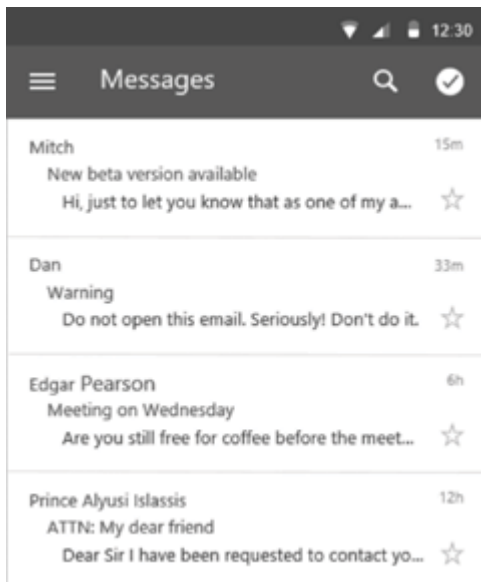 12:30
Messages
Mitch 15m
New beta version available
Hi, just to let you know that as one of my a...
Dan 33m
Warning
Do not open this email. Seriously! Don't do it.
Edgar Pearson 6h
Meeting on Wednesday
Are you still free for coffee before the meet...
Prince Alyusi Islassis 12h
ATTN: My dear friend
Dear Sir I have been requested to contact yo...